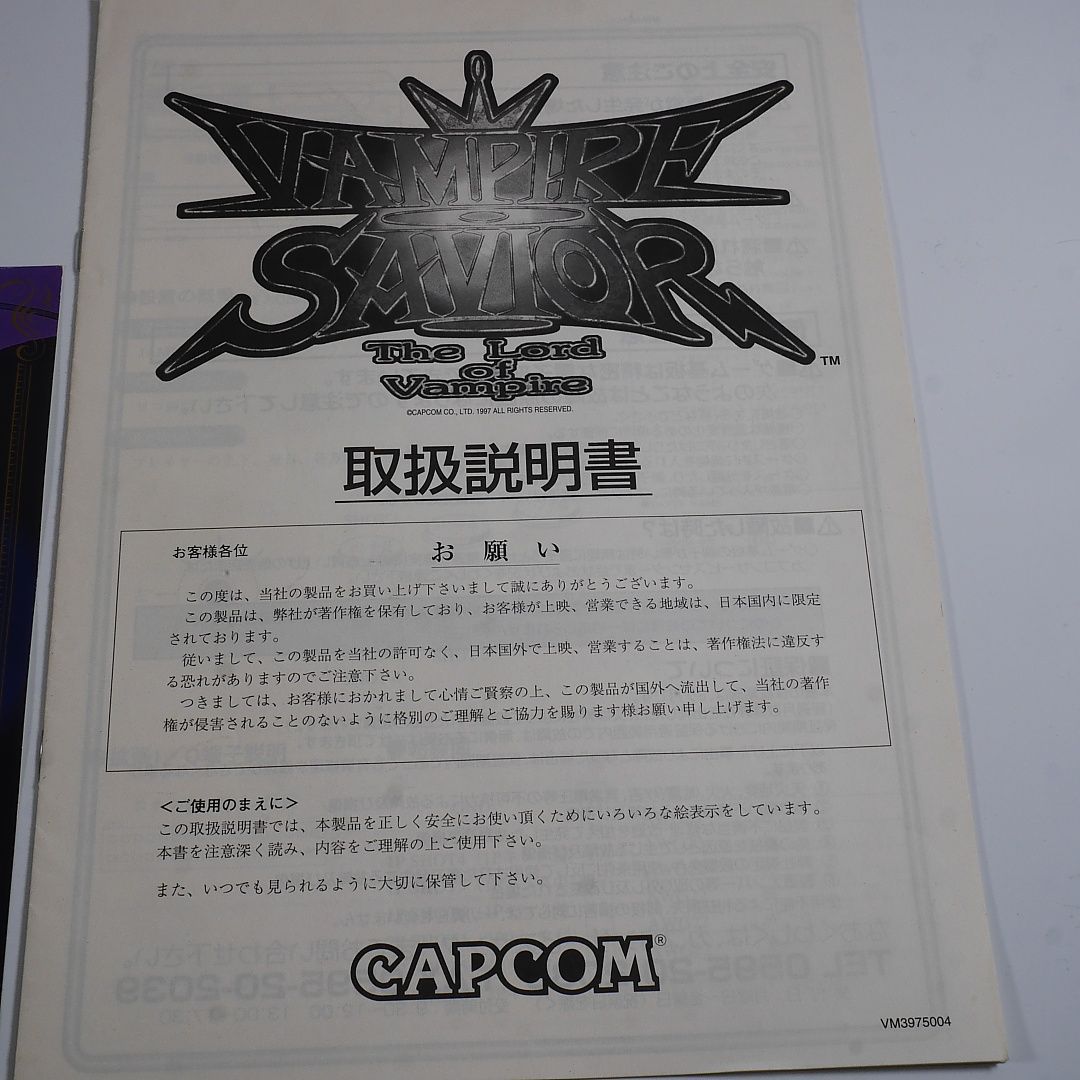 VAMPIRE
SAVIOR
The Lord
of
Vampire
TM
©CAPCOM CO., LTD. 1997 ALL RIGHTS RESERVED.
取扱説明書
お客様各位
お願い
この度は、当社の製品をお買い上げ下さいまして誠にありがとうございます。
この製品は、弊社が著作権を保有しており、お客様が上映、営業できる地域は、日本国内に限定
されております。
従いまして、この製品を当社の許可なく、日本国外で上映、営業することは、著作権法に違反す
る恐れがありますのでご注意下さい。
つきましては、お客様におかれまして心情ご賢察の上、この製品が国外へ流出して、当社の著作
権が侵害されることのないように格別のご理解とご協力を賜ります様お願い申し上げます。
＜ご使用のまえに＞
この取扱説明書では、本製品を正しく安全にお使い頂くためにいろいろな絵表示をしています。
本書を注意深く読み、内容をご理解の上ご使用下さい。
また、いつでも見られるように大切に保管して下さい。
CAPCOM®
VM3975004